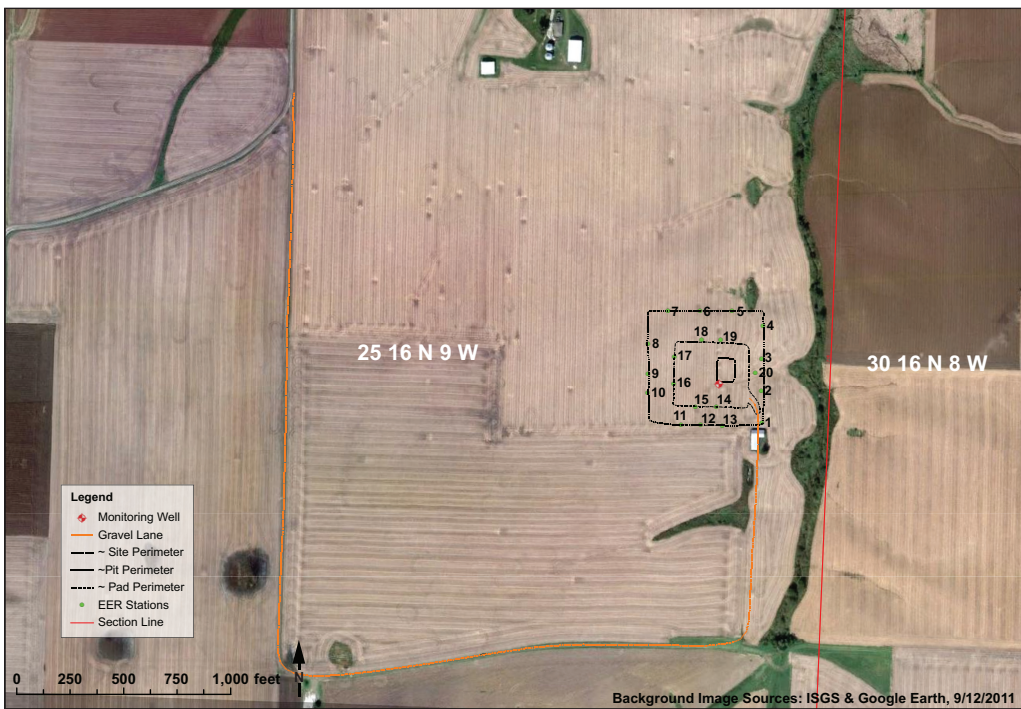 7 6 5
4
18 19
8
17
3
25 16 N 9 W
30 16 N 8 W
9
20
16
10
2
15 14
11 12 13 1
Legend
Monitoring Well
Gravel Lane
~ Site Perimeter
~Pit Perimeter
~ Pad Perimeter
EER Stations
Section Line
N
0 250 500 750 1,000 feet
Background Image Sources: ISGS & Google Earth, 9/12/2011